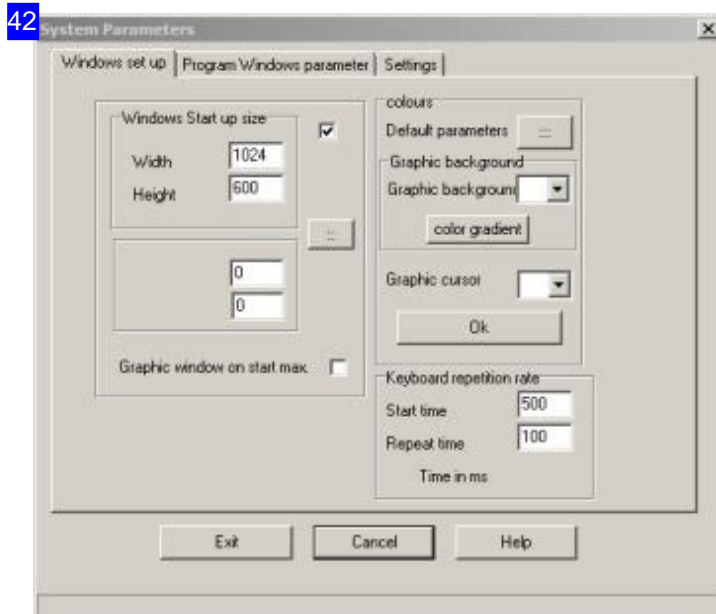 42
System Parameters
Windows set up
Program Windows parameter
Settings
Windows Start up size
Width
1024
Height
600
::
0
0
Graphic window on start max.
colours
Default parameters
:::
Graphic background
Graphic backgroun
color gradient
Graphic cursor
Ok
Keyboard repetition rate
Start time
500
Repeat time
100
Time in ms
Exit
Cancel
Help